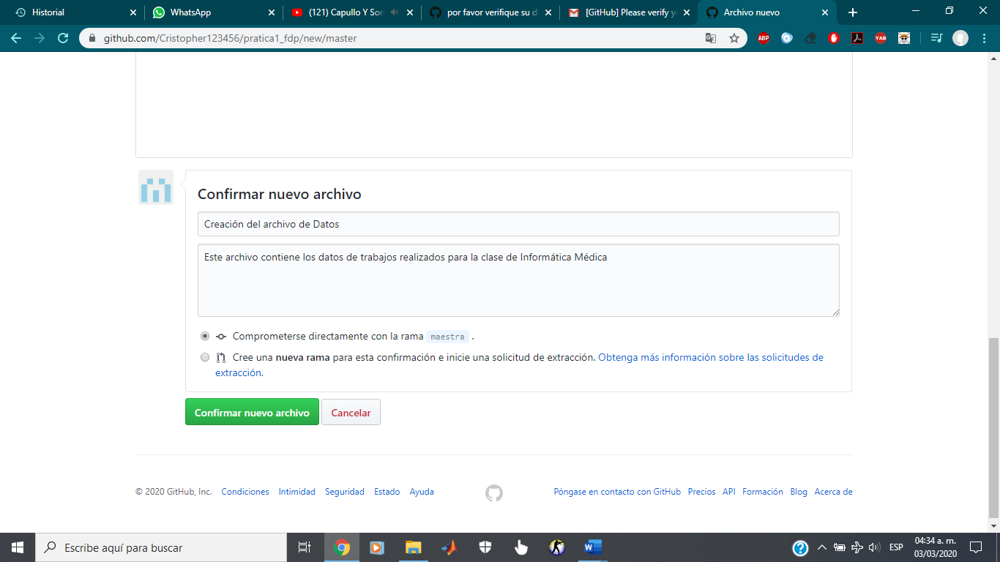 Historial
WhatsApp
(121) Capullo Y Sor
por favor verifique su d
[GitHub] Please verify y
Archivo nuevo
github.com/Cristopher123456/pratica1_fdp/new/master
ABP
YAB
Confirmar nuevo archivo
Creación del archivo de Datos
Este archivo contiene los datos de trabajos realizados para la clase de Informática Médica
Comprometerse directamente con la rama maestra .
Cree una nueva rama para esta confirmación e inicie una solicitud de extracción. Obtenga más información sobre las solicitudes de
extracción.
Confirmar nuevo archivo
Cancelar
© 2020 GitHub, Inc. Condiciones Intimidad Seguridad Estado Ayuda
Póngase en contacto con GitHub Precios API Formación Blog Acerca de
Escribe aquí para buscar
ESP
04:34 a. m.
03/03/2020